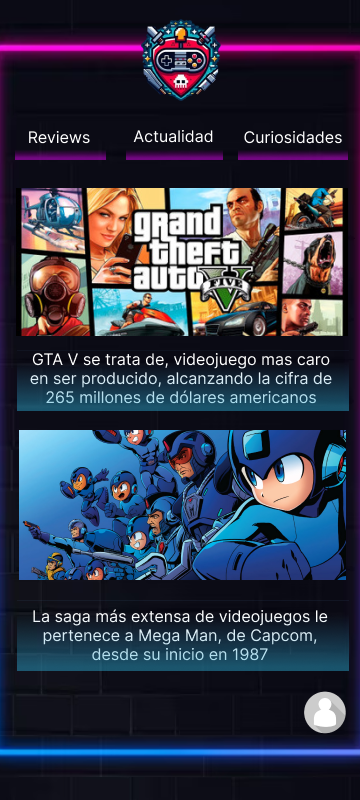 Reviews Actualidad Curiosidades
grand
theft
auto
FIVE
GTA V se trata de, videojuego mas caro
en ser producido, alcanzando la cifra de
265 millones de dólares americanos
La saga más extensa de videojuegos le
pertenece a Mega Man, de Capcom,
desde su inicio en 1987